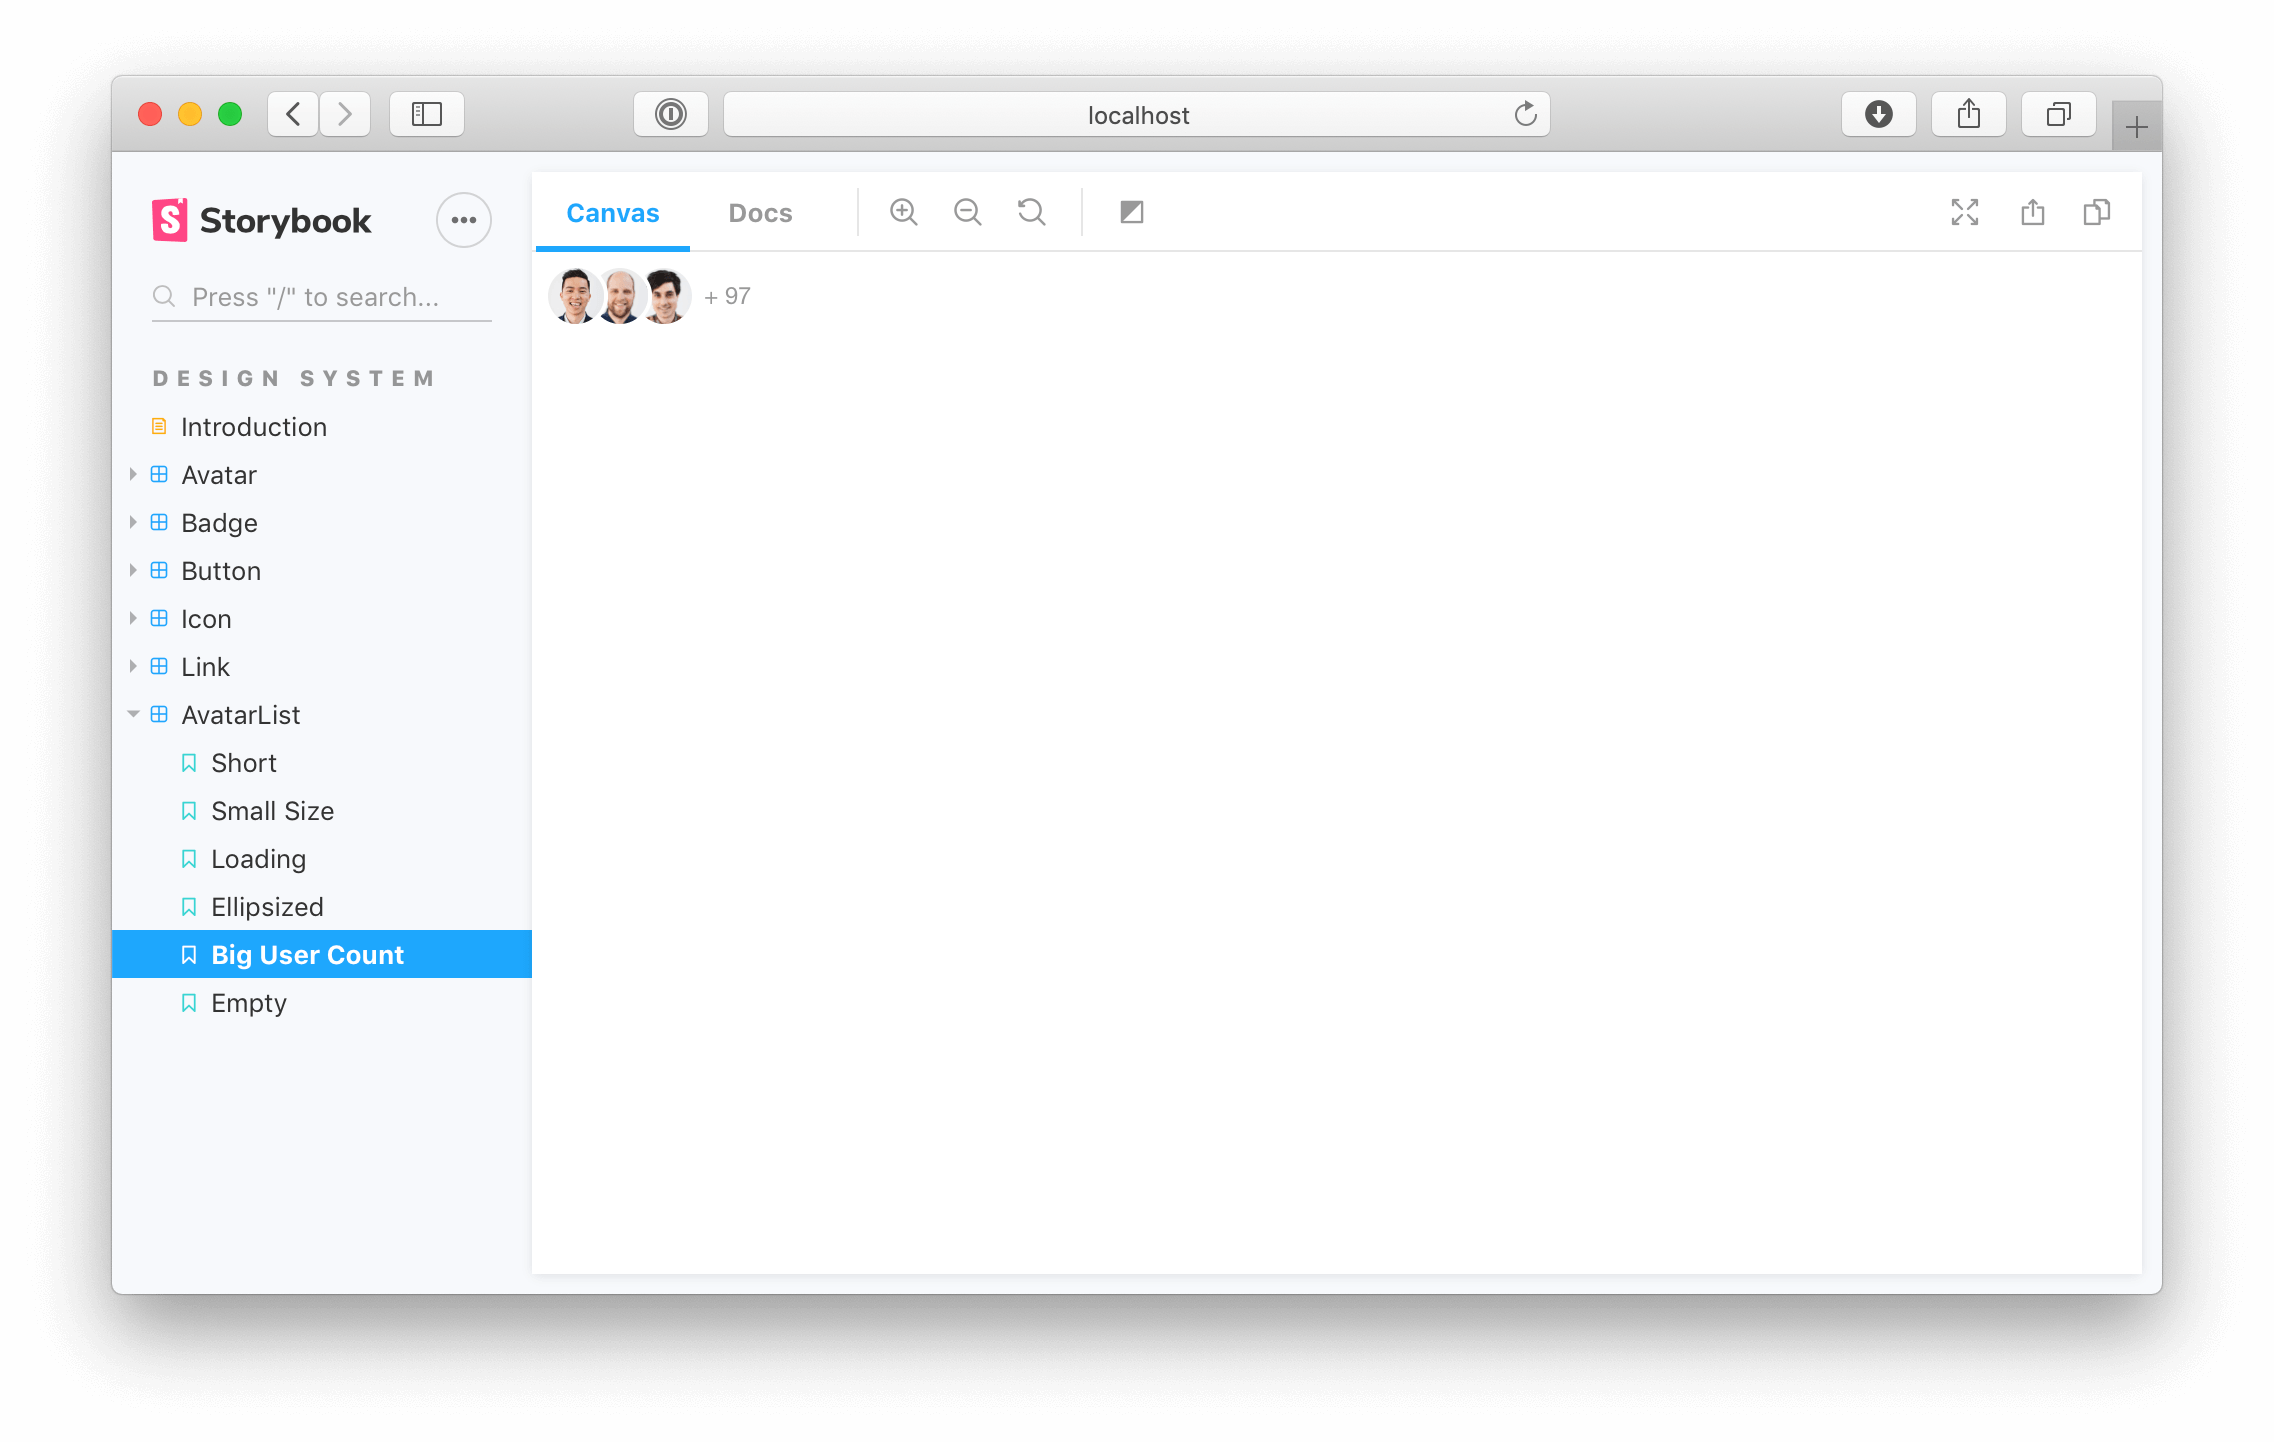 localhost
Storybook
Canvas
Docs
Press "/" to search...
+ 97
DESIGN SYSTEM
Introduction
Avatar
Badge
Button
Icon
Link
AvatarList
Short
Small Size
Loading
Ellipsized
Big User Count
Empty